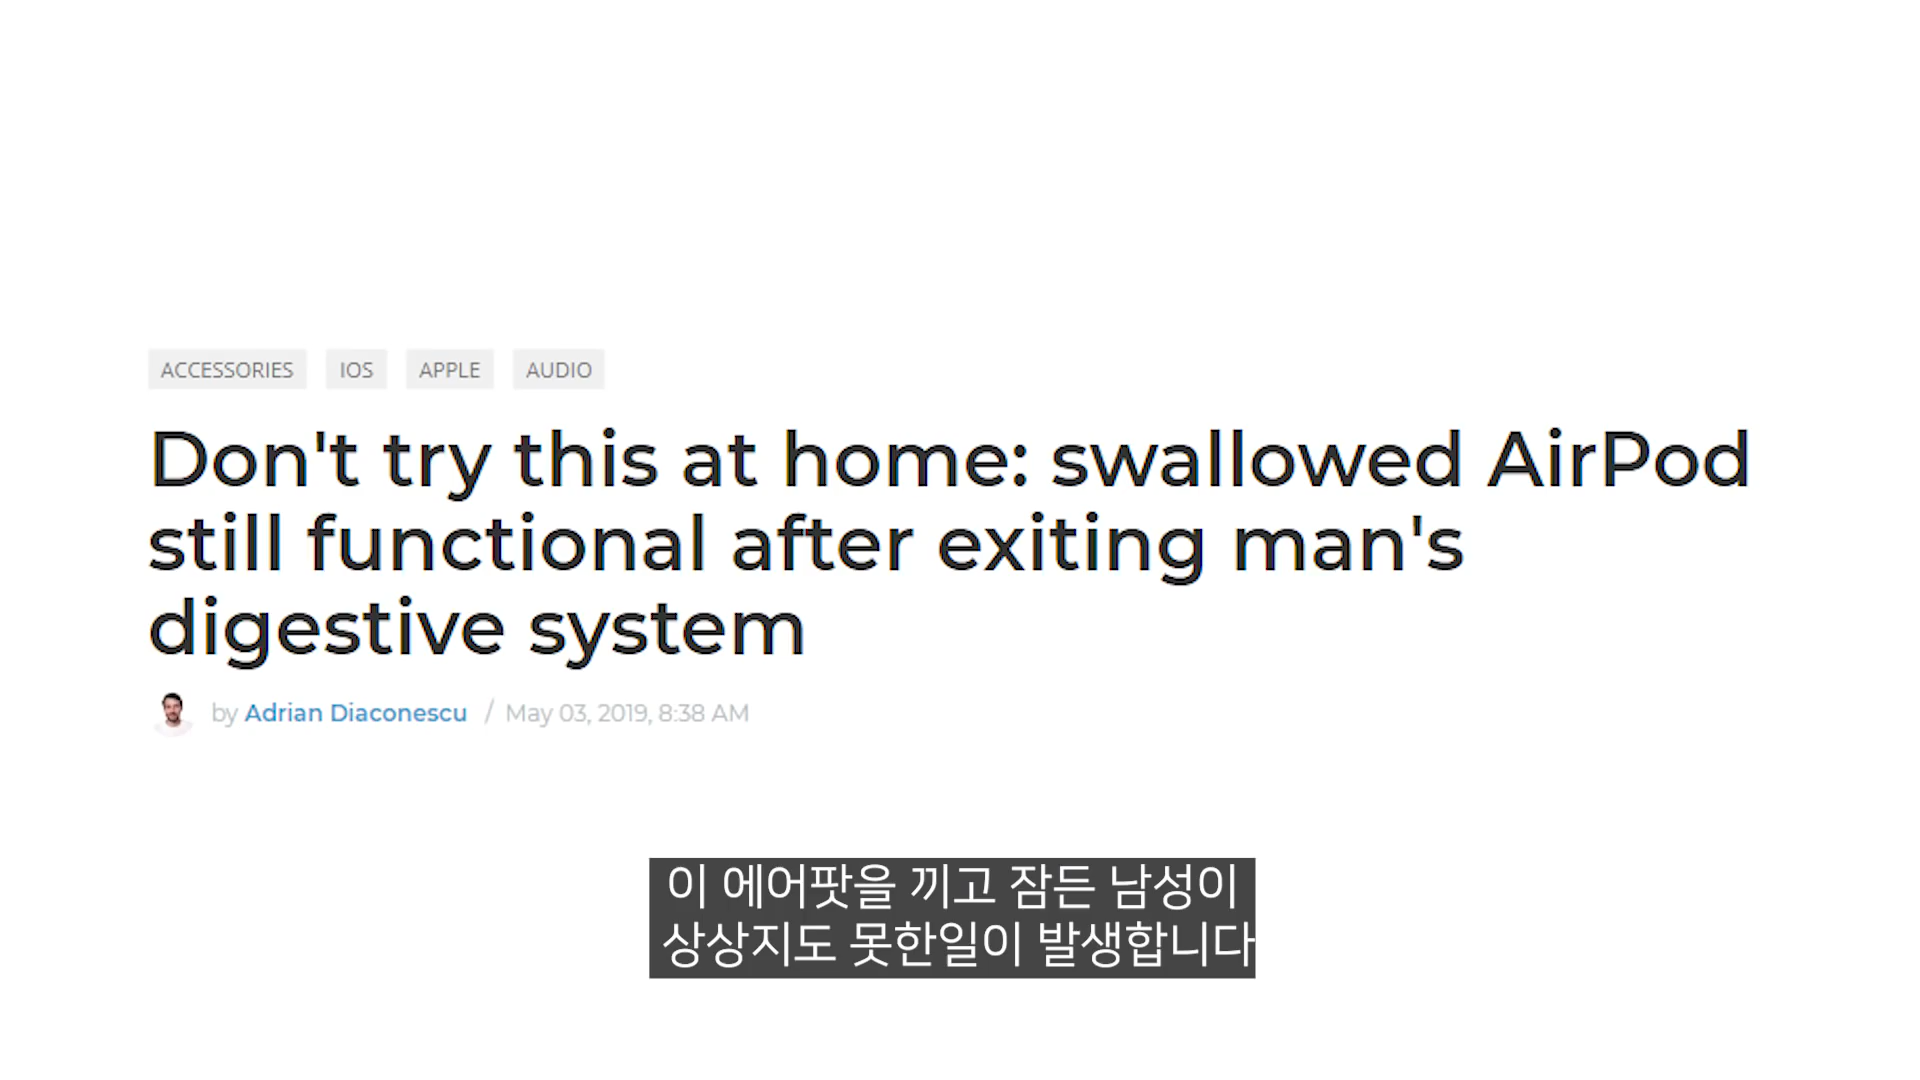 ACCESSORIES IOS APPLE AUDIO
Don't try this at home: swallowed AirPod
still functional after exiting man's
digestive system
by Adrian Diaconescu / May 03, 2019, 8:38 AM
이 에어팟을 끼고 잠든 남성이
상상지도 못한일이 발생합니다